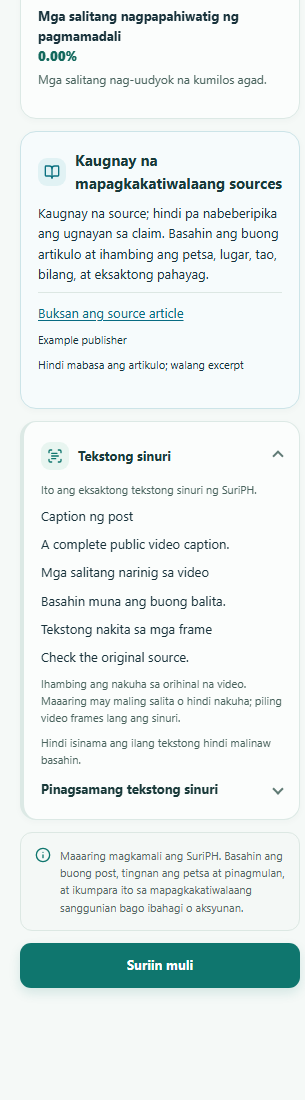 Mga salitang nagpapahiwatig ng
pagmamadali
0.00%
Mga salitang nag-uudyok na kumilos agad.
Kaugnay na
mapagkakatiwalaang sources
Kaugnay na source; hindi pa nabeberipika
ang ugnayan sa claim. Basahin ang buong
artikulo at ihambing ang petsa, lugar, tao,
bilang, at eksaktong pahayag.
Buksan ang source article
Example publisher
Hindi mabasa ang artikulo; walang excerpt
Tekstong sinuri
Ito ang eksaktong tekstong sinuri ng SuriPH.
Caption ng post
A complete public video caption.
Mga salitang narinig sa video
Basahin muna ang buong balita.
Tekstong nakita sa mga frame
Check the original source.
Ihambing ang nakuha sa orihinal na video.
Maaaring may maling salita o hindi nakuha; piling
video frames lang ang sinuri.
Hindi isinama ang ilang tekstong hindi malinaw
basahin.
Pinagsamang tekstong sinuri
Maaaring magkamali ang SuriPH. Basahin ang
buong post, tingnan ang petsa at pinagmulan,
at ikumpara ito sa mapagkakatiwalaang
sanggunian bago ibahagi o aksyunan.
Suriin muli